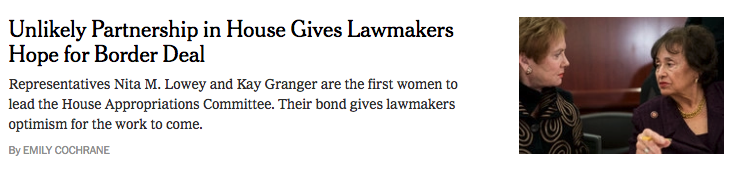 Unlikely Partnership in House Gives Lawmakers
Hope for Border Deal
Representatives Nita M. Lowey and Kay Granger are the first women to
lead the House Appropriations Committee. Their bond gives lawmakers
optimism for the work to come.
By EMILY COCHRANE